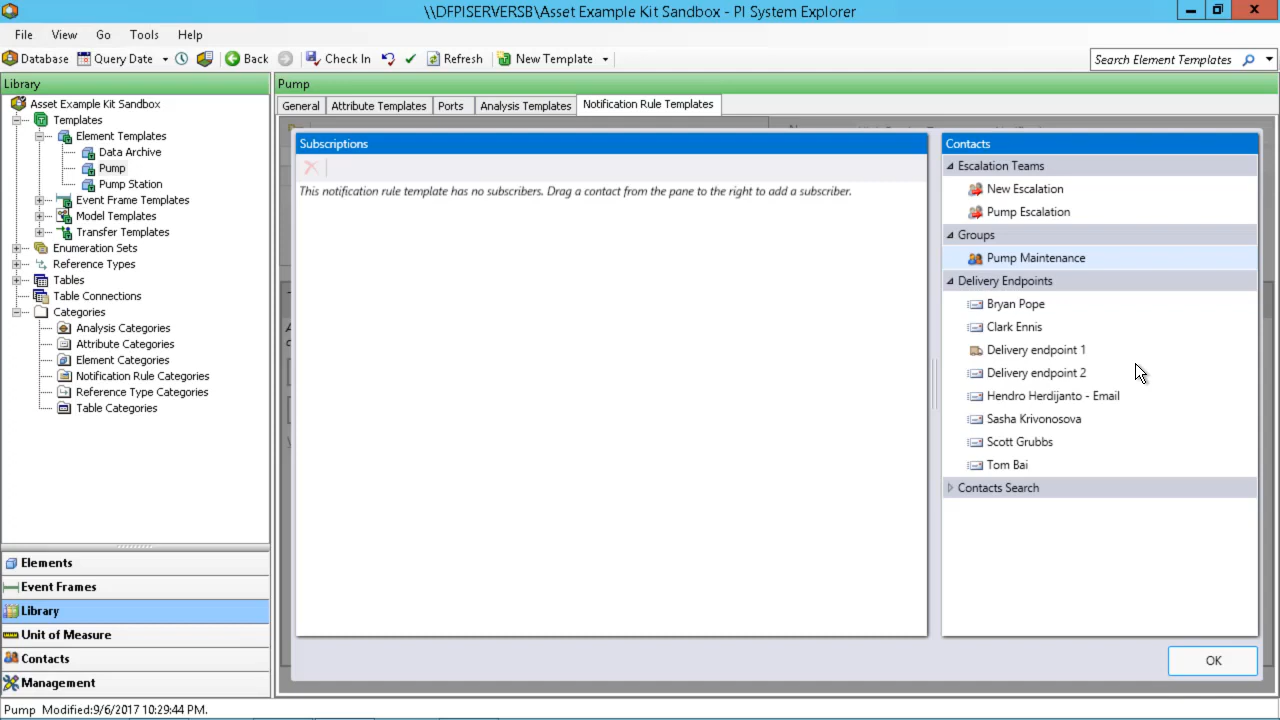 \\DFPISERVERSB\Asset Example Kit Sandbox - PI System Explorer
File View Go Tools Help
Database Query Date Back Check In Refresh New Template Search Element Templates
Library
Asset Example Kit Sandbox
Templates
Element Templates
Data Archive
Pump
Pump Station
Event Frame Templates
Model Templates
Transfer Templates
Enumeration Sets
Reference Types
Tables
Table Connections
Categories
Analysis Categories
Attribute Categories
Element Categories
Notification Rule Categories
Reference Type Categories
Table Categories
Elements
Event Frames
Library
Unit of Measure
Contacts
Management
Pump
General Attribute Templates Ports Analysis Templates Notification Rule Templates
Subscriptions
This notification rule template has no subscribers. Drag a contact from the pane to the right to add a subscriber.
Contacts
Escalation Teams
New Escalation
Pump Escalation
Groups
Pump Maintenance
Delivery Endpoints
Bryan Pope
Clark Ennis
Delivery endpoint 1
Delivery endpoint 2
Hendro Herdijanto - Email
Sasha Krivonosova
Scott Grubbs
Tom Bai
Contacts Search
OK
Pump Modified:9/6/2017 10:29:44 PM.